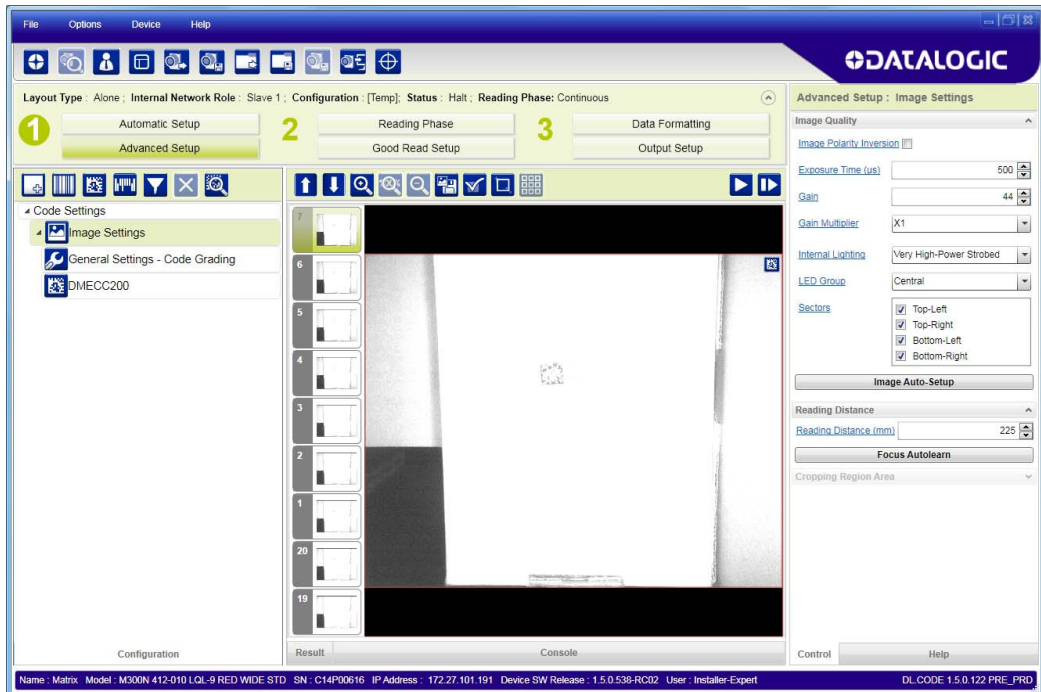 File Options Device Help
DATALOGIC
Layout Type : Alone ; Internal Network Role : Slave 1 ; Configuration : [Temp]; Status : Halt ; Reading Phase: Continuous
1 Automatic Setup 2 Reading Phase 3 Data Formatting
Advanced Setup Good Read Setup Output Setup
Code Settings
Image Settings
General Settings - Code Grading
DMECC200
Configuration
7
6
5
4
3
2
1
20
19
Result Console
Advanced Setup : Image Settings
Image Quality
Image Polarity Inversion
Exposure Time (us) 500
Gain 44
Gain Multiplier X1
Internal Lighting Very High-Power Strobed
LED Group Central
Sectors Top-Left
Top-Right
Bottom-Left
Bottom-Right
Image Auto-Setup
Reading Distance
Reading Distance (mm) 225
Focus Autolearn
Cropping Region Area
Control Help
Name : Matrix Model : M300N 412-010 LQL-9 RED WIDE STD SN : C14P00616 IP Address : 172.27.101.191 Device SW Release : 1.5.0.538-RC02 User : Installer-Expert DL.CODE 1.5.0.122 PRE_PRD